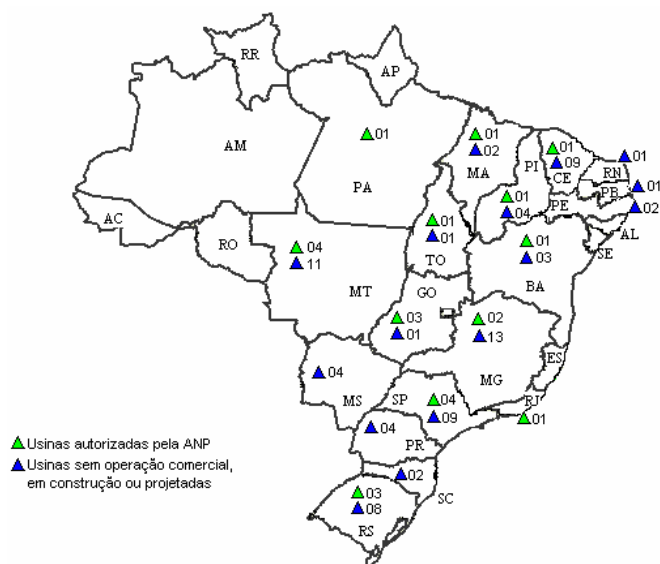 RR
AP
AM
PA
01
01
02
MA
PI
01
09
CE
01
RN
01
PB
PE
02
AL
SE
01
04
AC
RO
04
11
MT
01
01
TO
01
03
BA
GO
03
01
02
13
MG
ES
04
MS
SP
04
09
RJ
01
04
PR
02
SC
03
08
RS
Usinas autorizadas pela ANP
Usinas sem operação comercial,
em construção ou projetadas